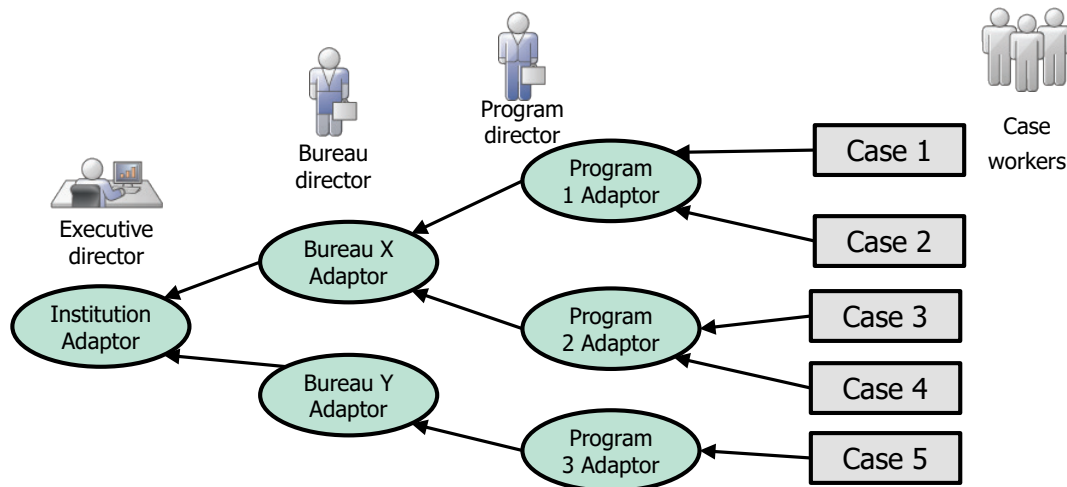 Executive
director
Bureau
director
Program
director
Case
workers
Institution
Adaptor
Bureau X
Adaptor
Bureau Y
Adaptor
Program
1 Adaptor
Program
2 Adaptor
Program
3 Adaptor
Case 1
Case 2
Case 3
Case 4
Case 5